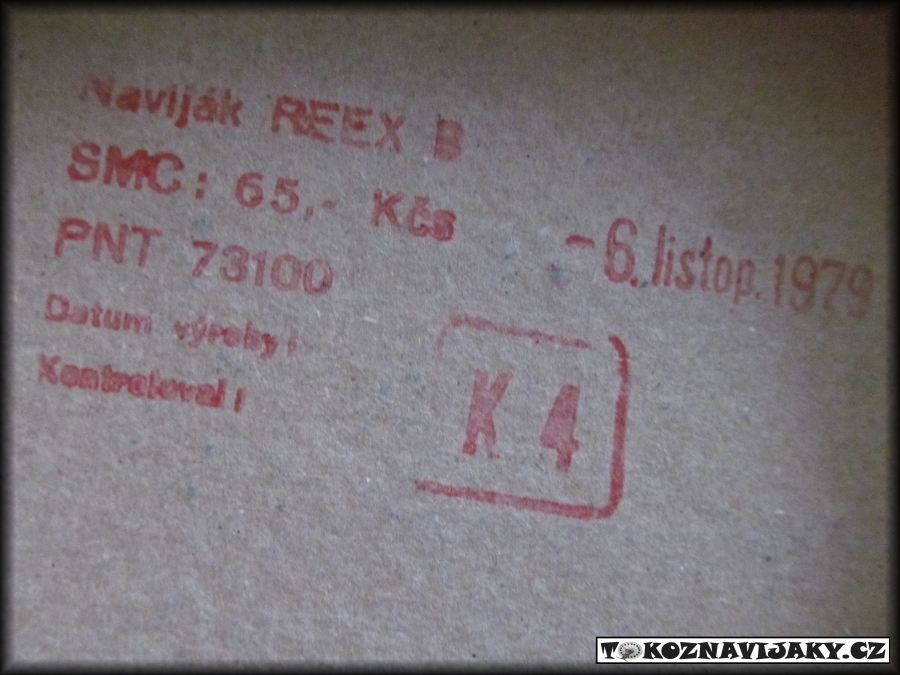 Naviják REEX B
SMC: 65,- Kčs
PNT 73100
- 6. listop. 1979
Datum výroby:
Kontroloval:
K 4
TOKOZNAVIJAKY.CZ